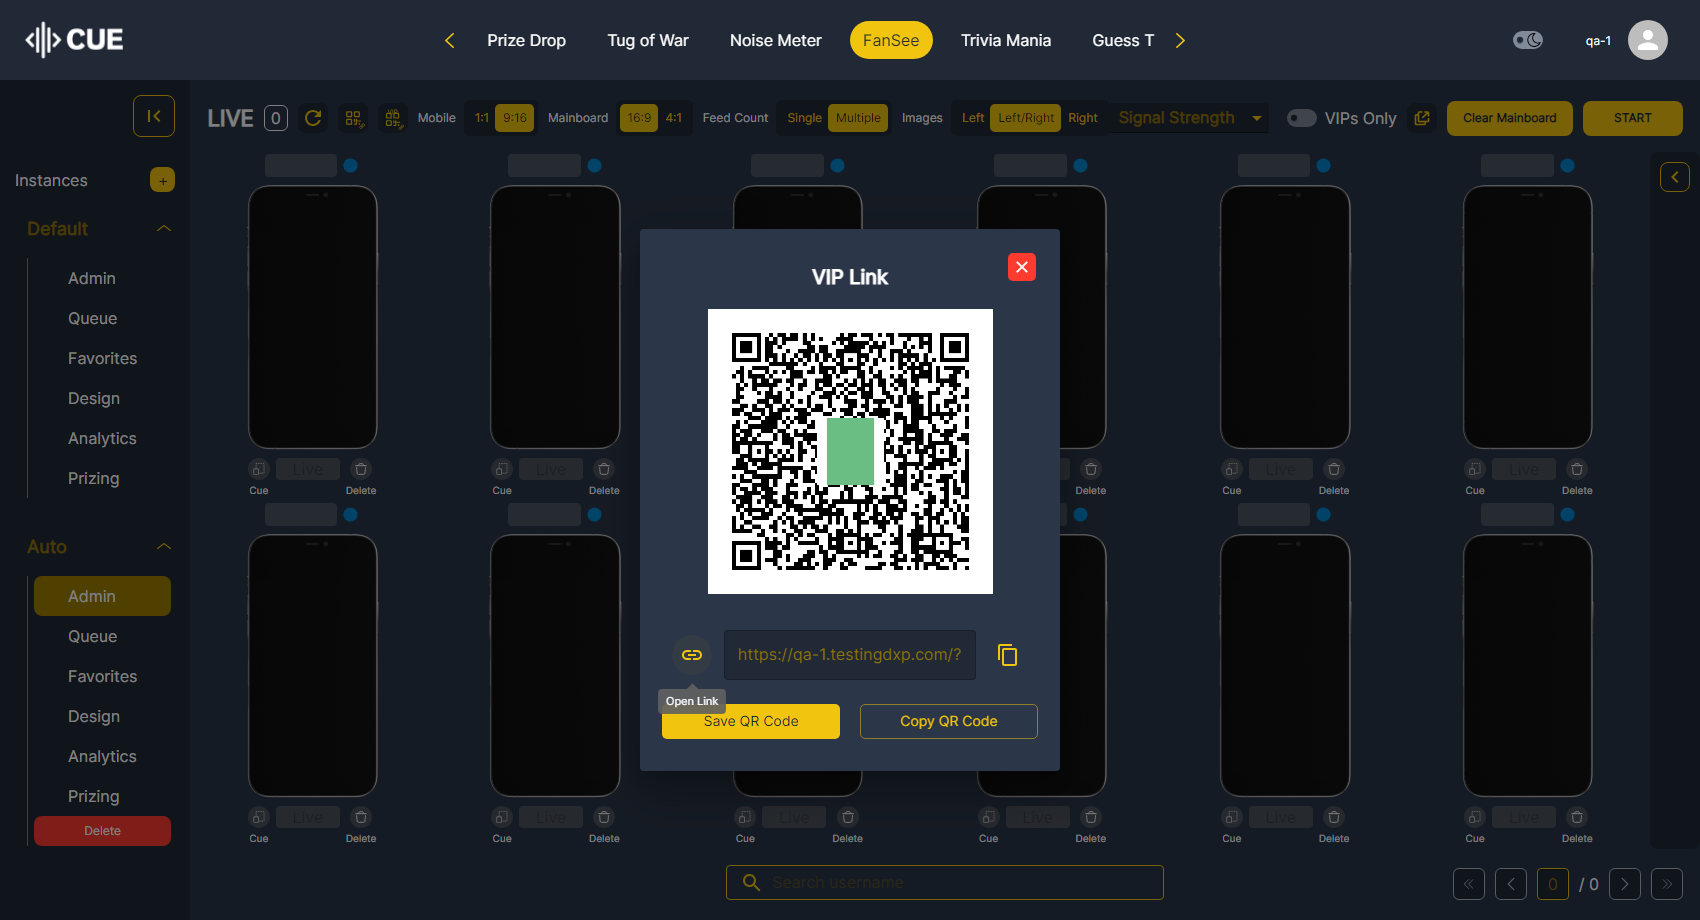 CUE
Prize Drop
Tug of War
Noise Meter
FanSee
Trivia Mania
Guess T
qa-1
LIVE 0
Mobile 1:1 9:16
Mainboard 16:9 4:1
Feed Count Single Multiple
Images Left Left/Right Right
Signal Strength
VIPs Only
Clear Mainboard
START
Instances +
Default
Admin
Queue
Favorites
Design
Analytics
Prizing
Auto
Admin
Queue
Favorites
Design
Analytics
Prizing
Delete
VIP Link
https://qa-1.testingdxp.com/?
Open Link
Save QR Code
Copy QR Code
Live
Cue Delete
Live
Cue Delete
Delete
Live
Cue Delete
Live
Cue Delete
Live
Cue Delete
Live
Cue Delete
Live
Cue Delete
Live
Cue Delete
Live
Cue Delete
Live
Cue Delete
Search username
0 / 0